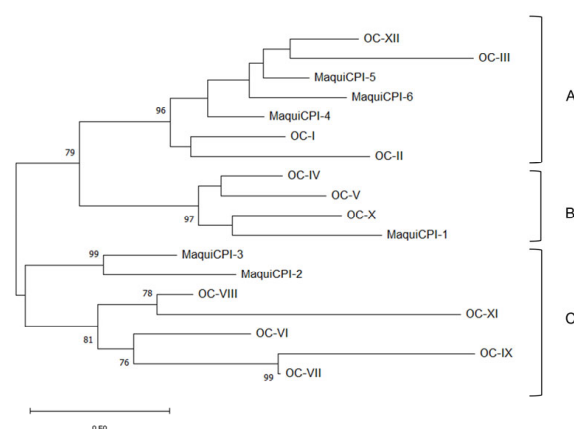 OC-XII
OC-III
MaquiCPI-5
A
MaquiCPI-6
96
MaquiCPI-4
OC-I
79
OC-II
OC-IV
OC-V
B
97
OC-X
MaquiCPI-1
99
MaquiCPI-3
MaquiCPI-2
78
OC-VIII
OC-XI
C
81
OC-VI
76
OC-IX
99
OC-VII
0.50